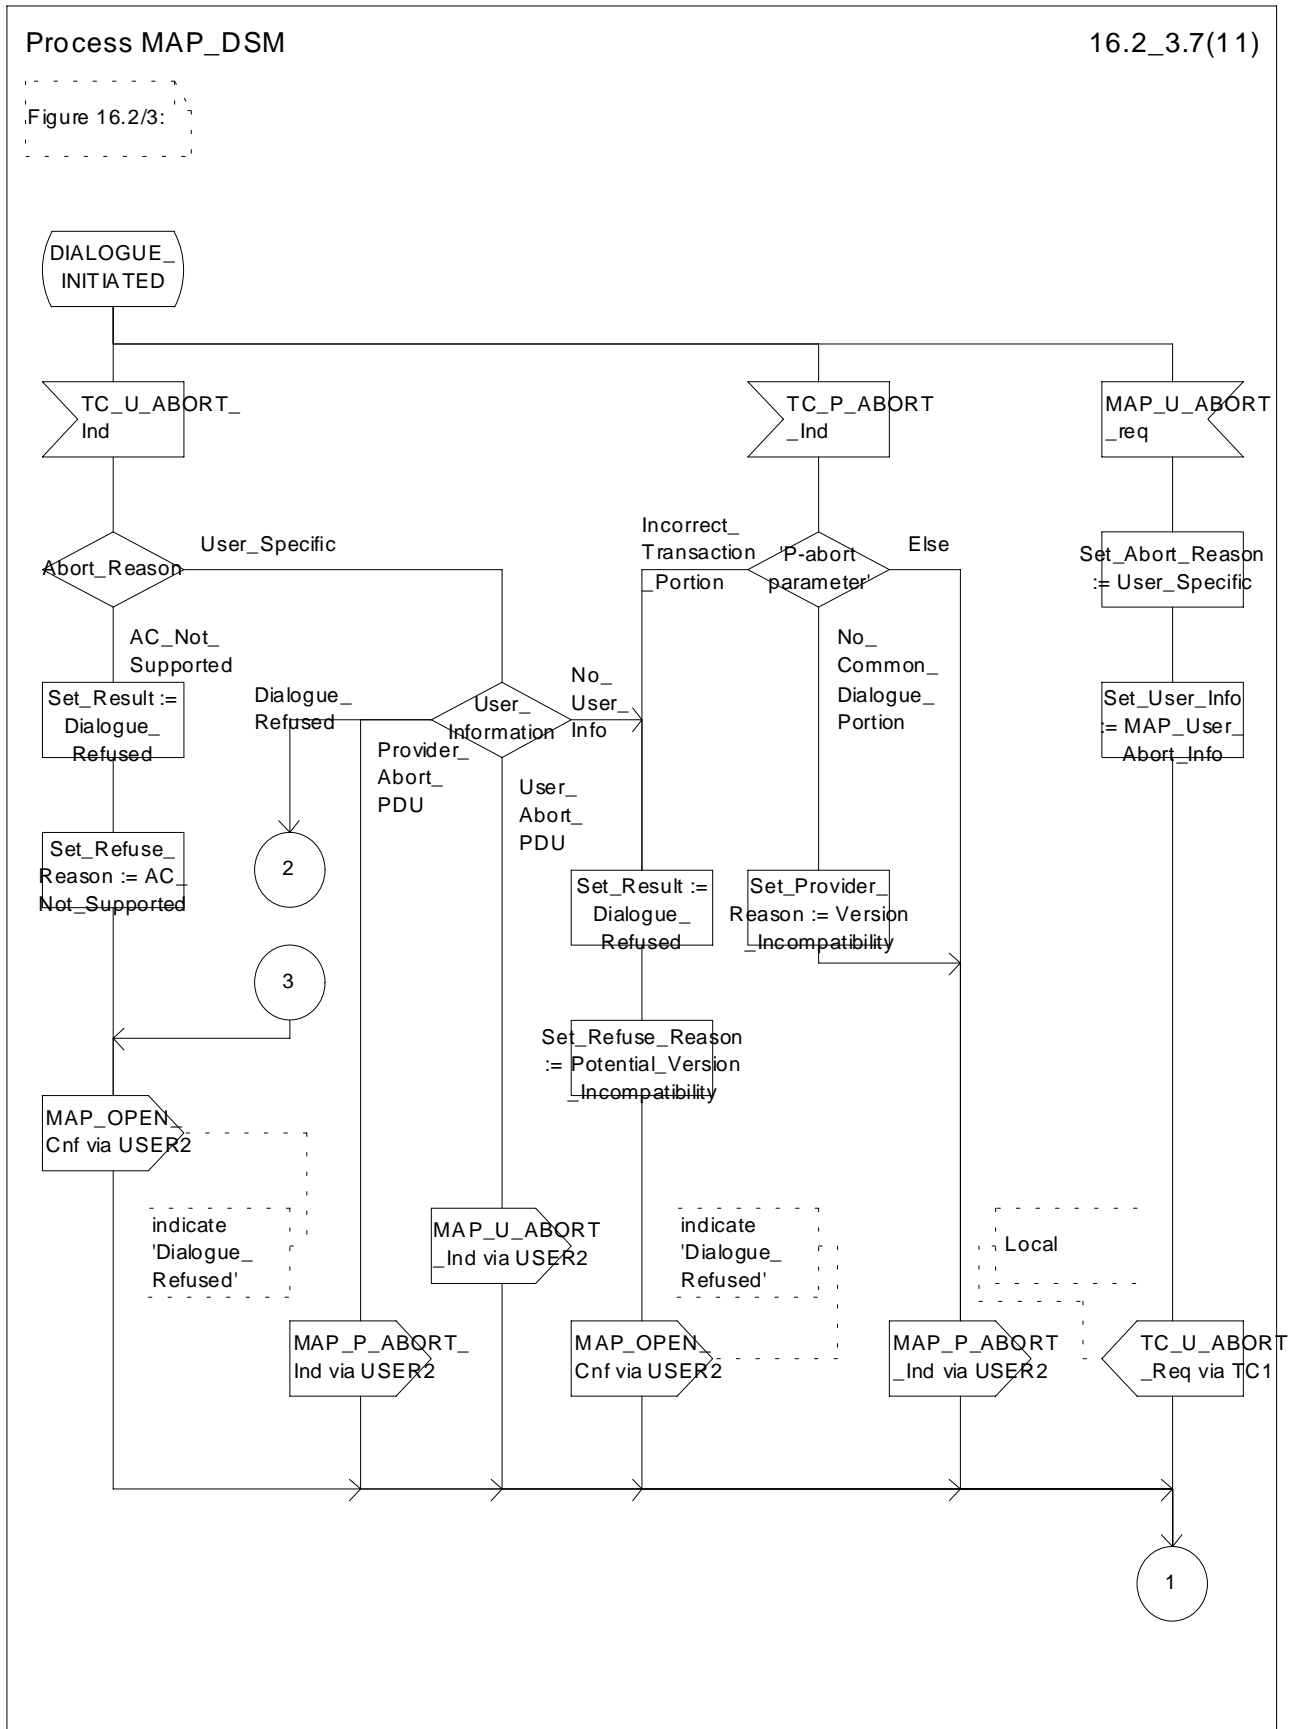 Process MAP_DSM
16.2_3.7(11)
Figure 16.2/3:
DIALOGUE_
INITIATED
TC_U_ABORT_
Ind
TC_P_ABORT
_Ind
MAP_U_ABORT
_req
Abort_Reason
User_Specific
Incorrect_
Transaction
_Portion
'P-abort
parameter'
Else
Set_Abort_Reason
:= User_Specific
AC_Not_
Supported
No_
Common_
Dialogue_
Portion
Set_Result :=
Dialogue_
Refused
Dialogue_
Refused
User_
Information
No_
User_
Info
Set_User_Info
:= MAP_User_
Abort_Info
Provider_
Abort_
PDU
User_
Abort_
PDU
Set_Refuse_
Reason := AC_
Not_Supported
2
Set_Result :=
Dialogue_
Refused
Set_Provider_
Reason := Version
_Incompatibility
3
Set_Refuse_Reason
:= Potential_Version
_Incompatibility
MAP_OPEN_
Cnf via USER2
indicate
'Dialogue_
Refused'
MAP_U_ABORT
_Ind via USER2
indicate
'Dialogue_
Refused'
Local
MAP_P_ABORT_
Ind via USER2
MAP_OPEN_
Cnf via USER2
MAP_P_ABORT
_Ind via USER2
TC_U_ABORT
_Req via TC1
1